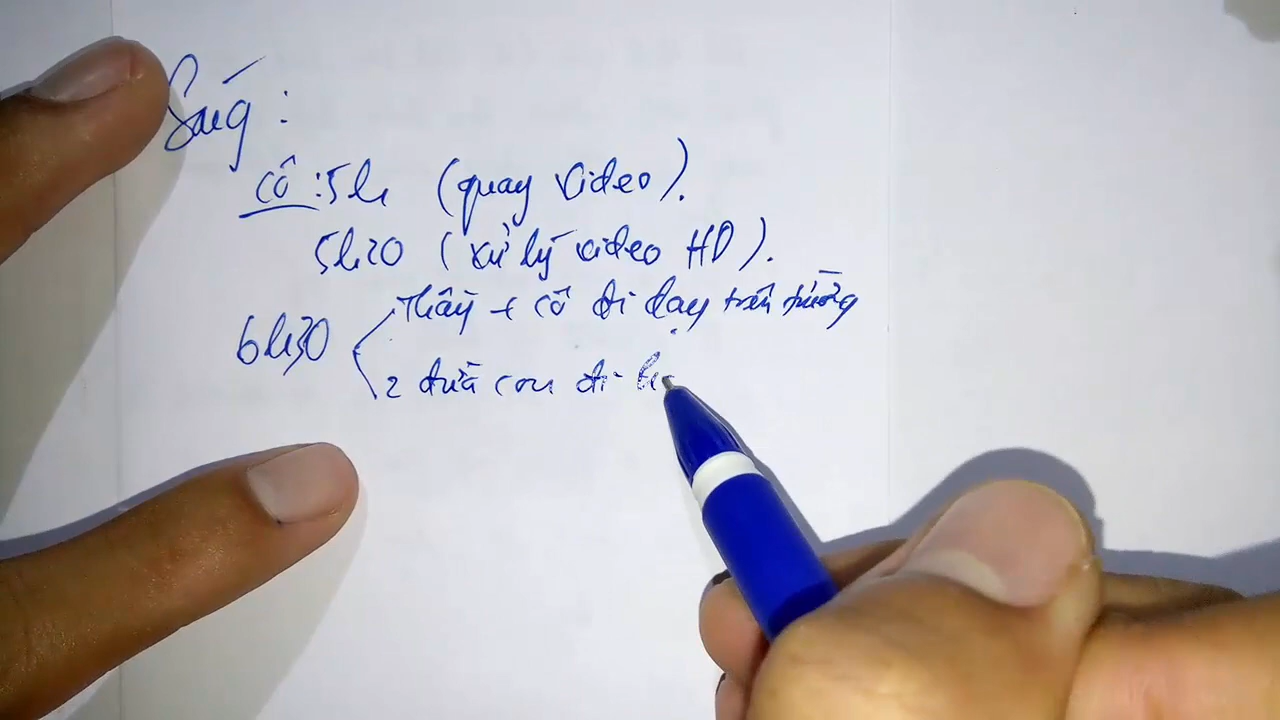 Sáng :
Cô : 5h (quay video).
5h20 (xử lý video HD).
6h30
Thầy + cô đi dạy trên trường
2 đứa con đi